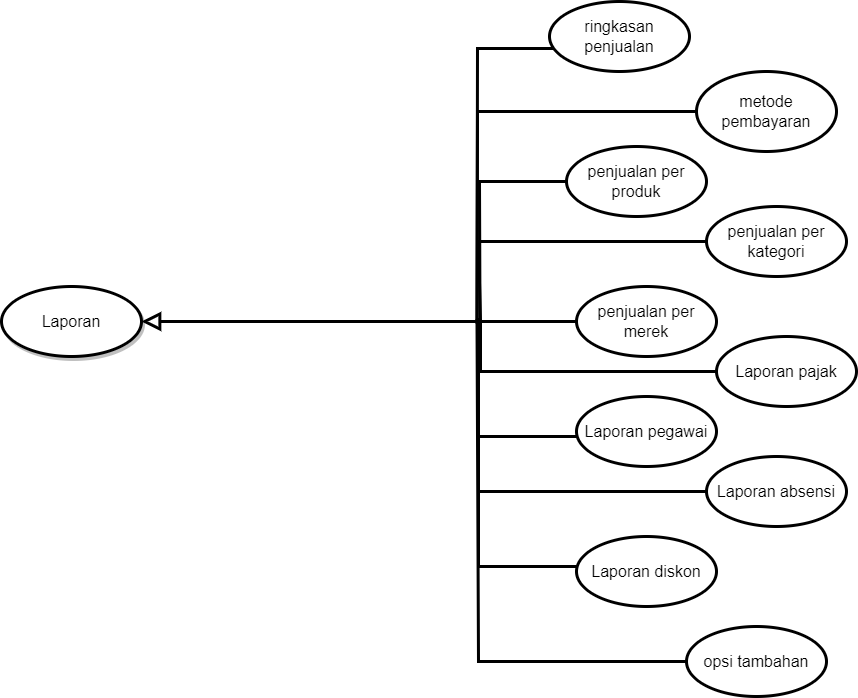 ringkasan
penjualan
metode
pembayaran
penjualan per
produk
penjualan per
kategori
Laporan
penjualan per
merek
Laporan pajak
Laporan pegawai
Laporan absensi
Laporan diskon
opsi tambahan